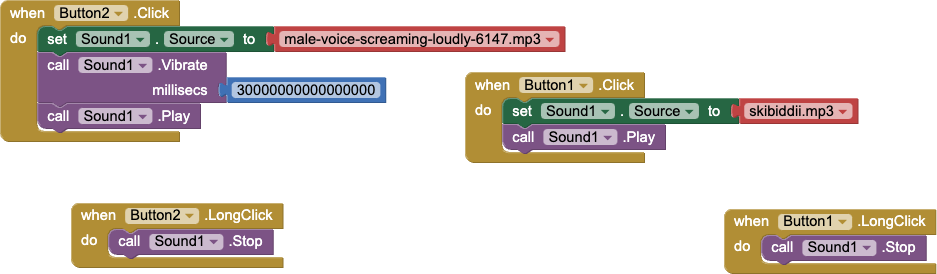 when Button2 .Click
do set Sound1 . Source to male-voice-screaming-loudly-6147.mp3
call Sound1 .Vibrate
millisecs 30000000000000000
call Sound1 .Play
when Button1 .Click
do set Sound1 . Source to skibiddii.mp3
call Sound1 .Play
when Button2 .LongClick
do call Sound1 .Stop
when Button1 .LongClick
do call Sound1 .Stop